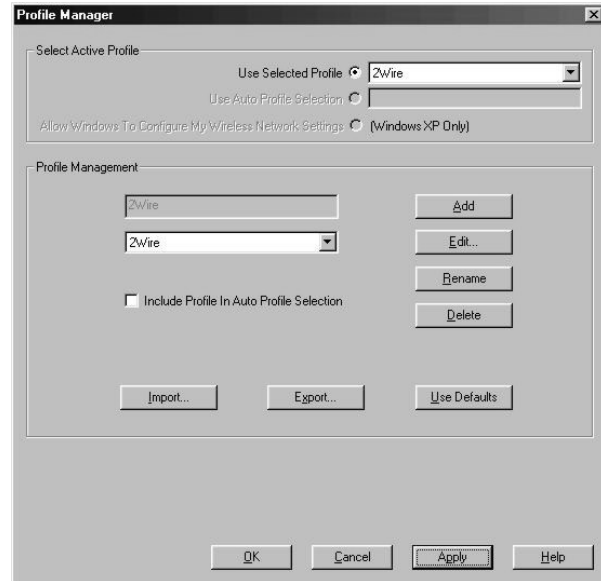 Profile Manager
Select Active Profile
Use Selected Profile 2Wire
Use Auto Profile Selection
Allow Windows To Configure My Wireless Network Settings (Windows XP Only)
Profile Management
2Wire
Add
2Wire
Edit...
Rename
Include Profile In Auto Profile Selection
Delete
Import...
Export...
Use Defaults
OK
Cancel
Apply
Help